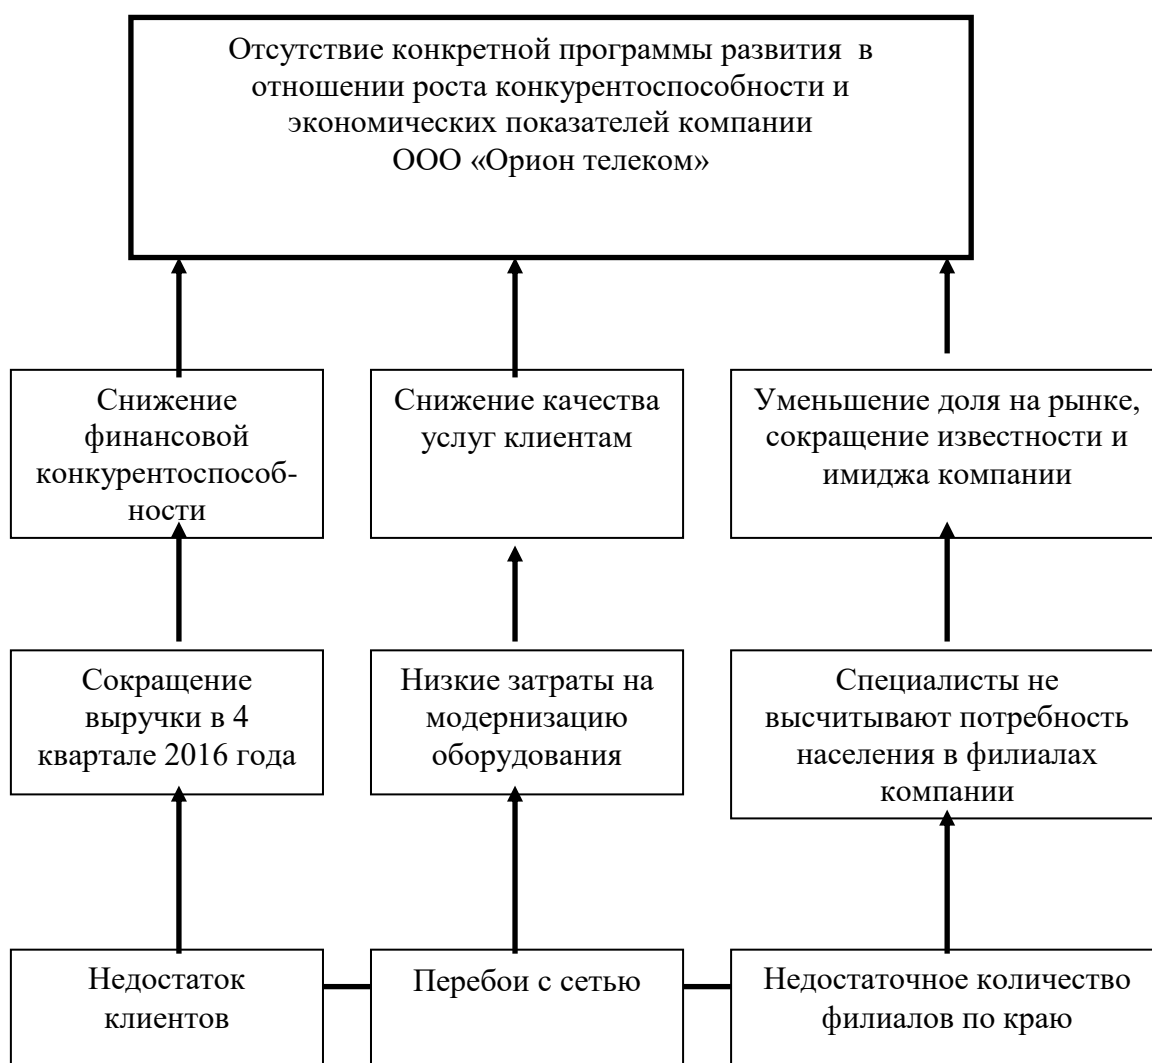 Отсутствие конкретной программы развития в
отношении роста конкурентоспособности и
экономических показателей компании
ООО «Орион телеком»
Снижение
финансовой
конкурентоспособ-
ности
Снижение качества
услуг клиентам
Уменьшение доля на рынке,
сокращение известности и
имиджа компании
Сокращение
выручки в 4
квартале 2016 года
Низкие затраты на
модернизацию
оборудования
Специалисты не
высчитывают потребность
населения в филиалах
компании
Недостаток
клиентов
Перебои с сетью
Недостаточное количество
филиалов по краю